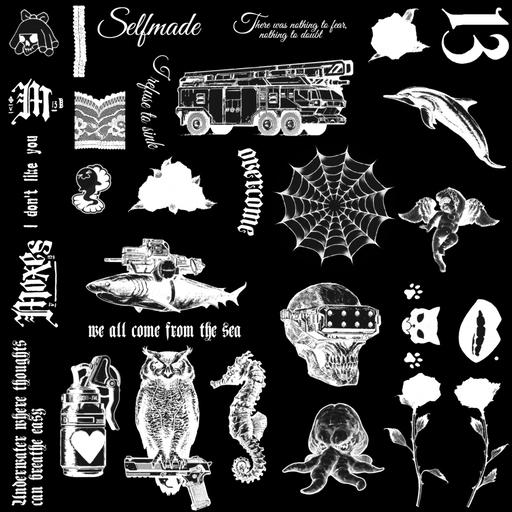 Selfmade
There was nothing to fear,
nothing to doubt
13
I refuse to sink
I don't like you
overcome
Moxes
we all come from the sea
Underwater where thoughts
can breathe easy